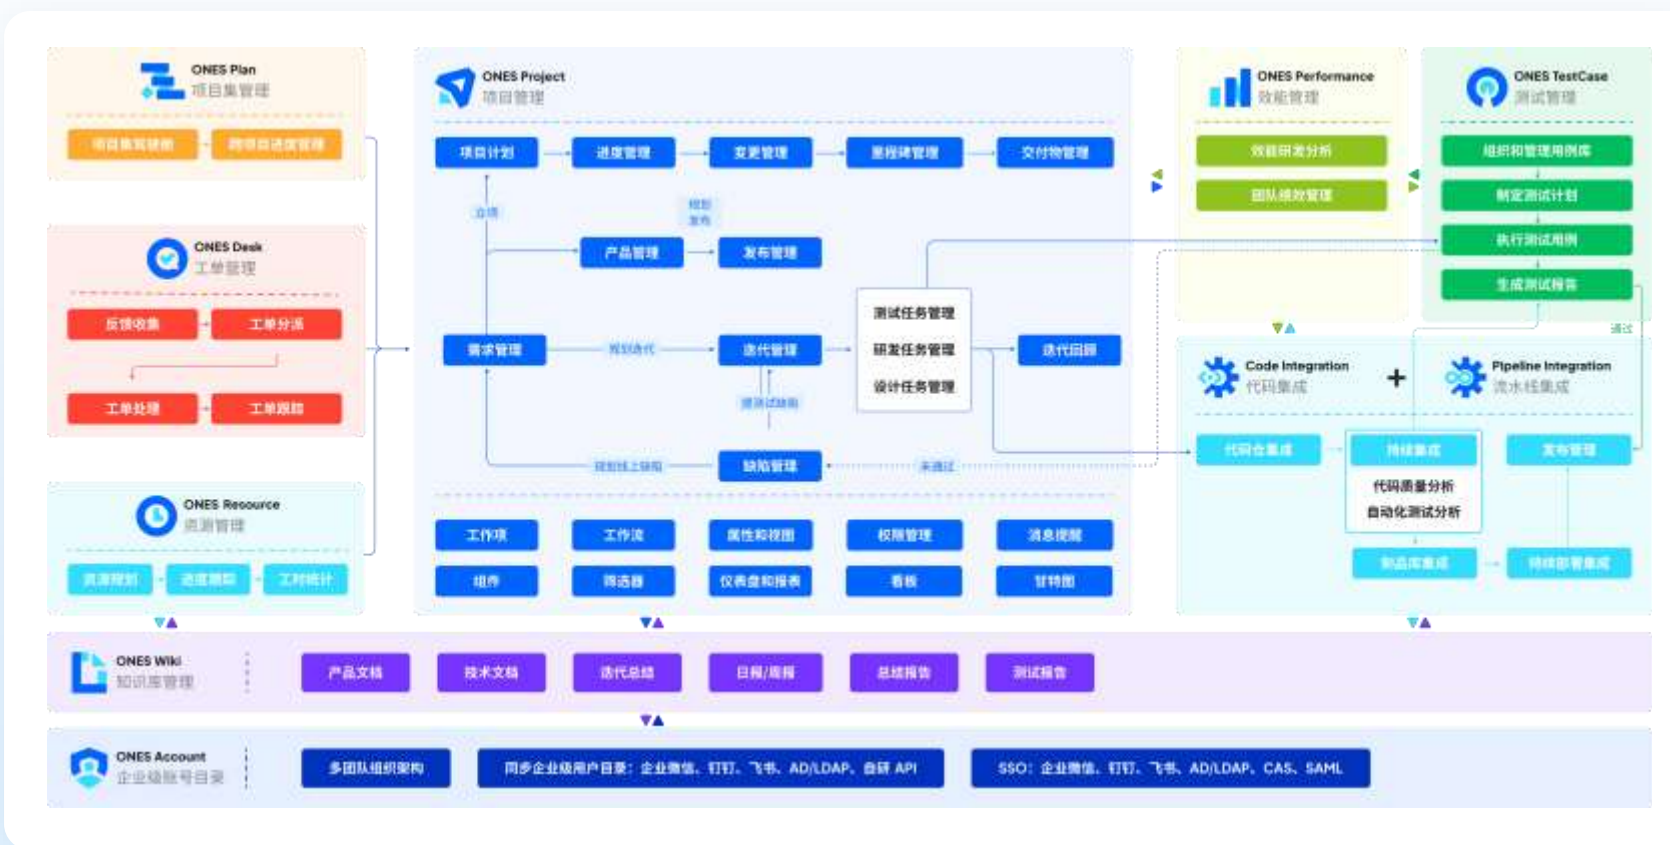 ONES Plan
项目集管理
项目集驾驶舱
跨项目进度管理
ONES Desk
工单管理
反馈收集
工单分派
工单处理
工单跟踪
ONES Resource
资源管理
资源规划
进度跟踪
工时统计
ONES Project
项目管理
项目计划
进度管理
变更管理
里程碑管理
交付物管理
立项
规划
发布
产品管理
发布管理
需求管理
规划迭代
迭代管理
测试任务管理
研发任务管理
设计任务管理
迭代回顾
提测试缺陷
规划线上缺陷
缺陷管理
未通过
工作项
工作流
属性和视图
权限管理
消息提醒
组件
筛选器
仪表盘和报表
看板
甘特图
ONES Performance
效能管理
效能研发分析
团队绩效管理
ONES TestCase
测试管理
组织和管理用例库
制定测试计划
执行测试用例
生成测试报告
通过
Code Integration
代码集成
+
Pipeline Integration
流水线集成
代码仓集成
持续集成
代码质量分析
自动化测试分析
发布管理
制品库集成
持续部署集成
ONES Wiki
知识库管理
产品文档
技术文档
迭代总结
日报/周报
总结报告
测试报告
ONES Account
企业级账号目录
多团队组织架构
同步企业级用户目录：企业微信、钉钉、飞书、AD/LDAP、自研 API
SSO：企业微信、钉钉、飞书、AD/LDAP、CAS、SAML